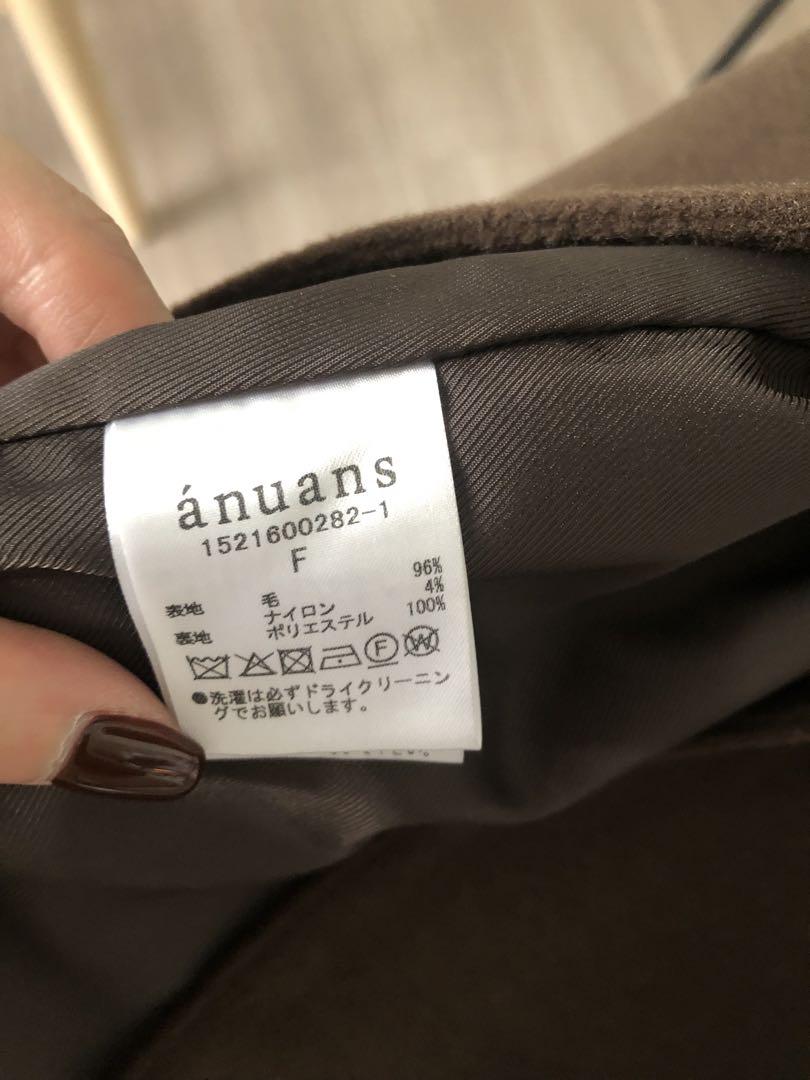 ánuans
1521600282-1
F
表地 毛 96%
ナイロン 4%
裏地 ポリエステル 100%
F W
●洗濯は必ずドライクリーニン
グでお願いします。